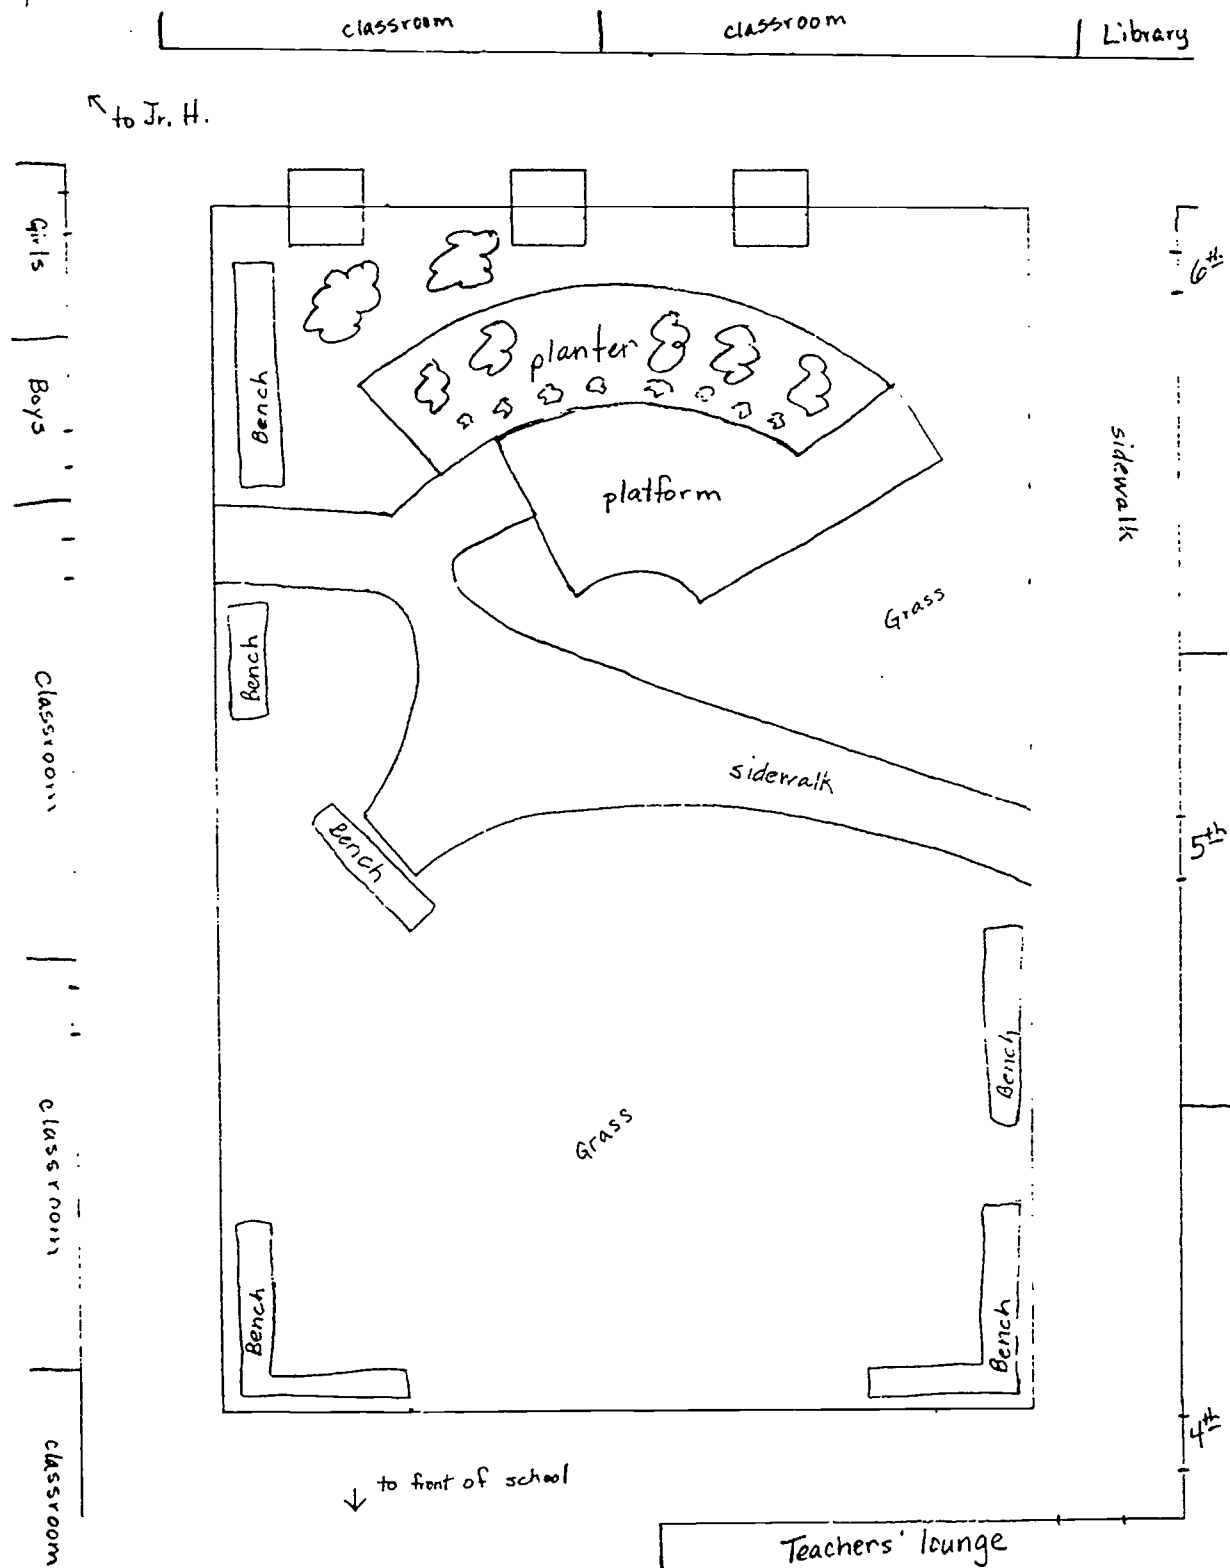 classroom
classroom
Library
to Jr. H.
Girls
6th
Boys
Bench
planter
platform
sidewalk
Grass
Bench
classroom
sidewalk
Bench
5th
Bench
Grass
classroom
Bench
Bench
4th
classroom
to front of school
Teachers' lounge